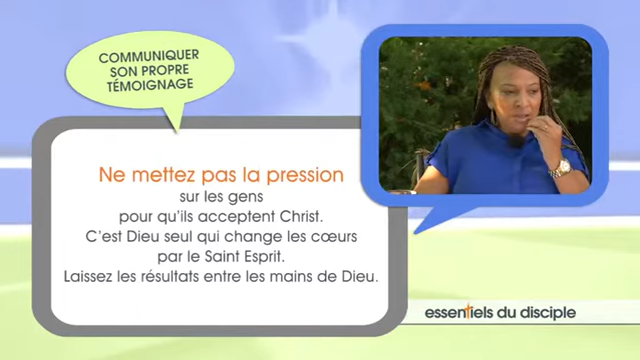 COMMUNIQUER
SON PROPRE
TÉMOIGNAGE
Ne mettez pas la pression
sur les gens
pour qu'ils acceptent Christ.
C'est Dieu seul qui change les cœurs
par le Saint Esprit.
Laissez les résultats entre les mains de Dieu.
essentiels du disciple